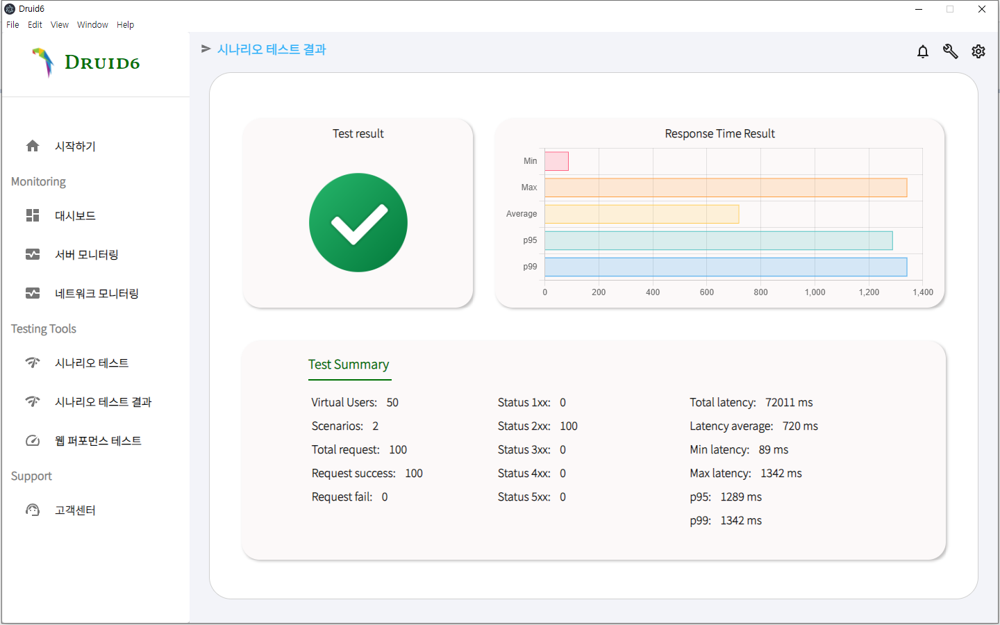 Druid6
File Edit View Window Help
DRUID6
시나리오 테스트 결과
시작하기
Monitoring
대시보드
서버 모니터링
네트워크 모니터링
Testing Tools
시나리오 테스트
시나리오 테스트 결과
웹 퍼포먼스 테스트
Support
고객센터
Test result
Response Time Result
Min
Max
Average
p95
p99
0 200 400 600 800 1,000 1,200 1,400
Test Summary
Virtual Users: 50
Scenarios: 2
Total request: 100
Request success: 100
Request fail: 0
Status 1xx: 0
Status 2xx: 100
Status 3xx: 0
Status 4xx: 0
Status 5xx: 0
Total latency: 72011 ms
Latency average: 720 ms
Min latency: 89 ms
Max latency: 1342 ms
p95: 1289 ms
p99: 1342 ms